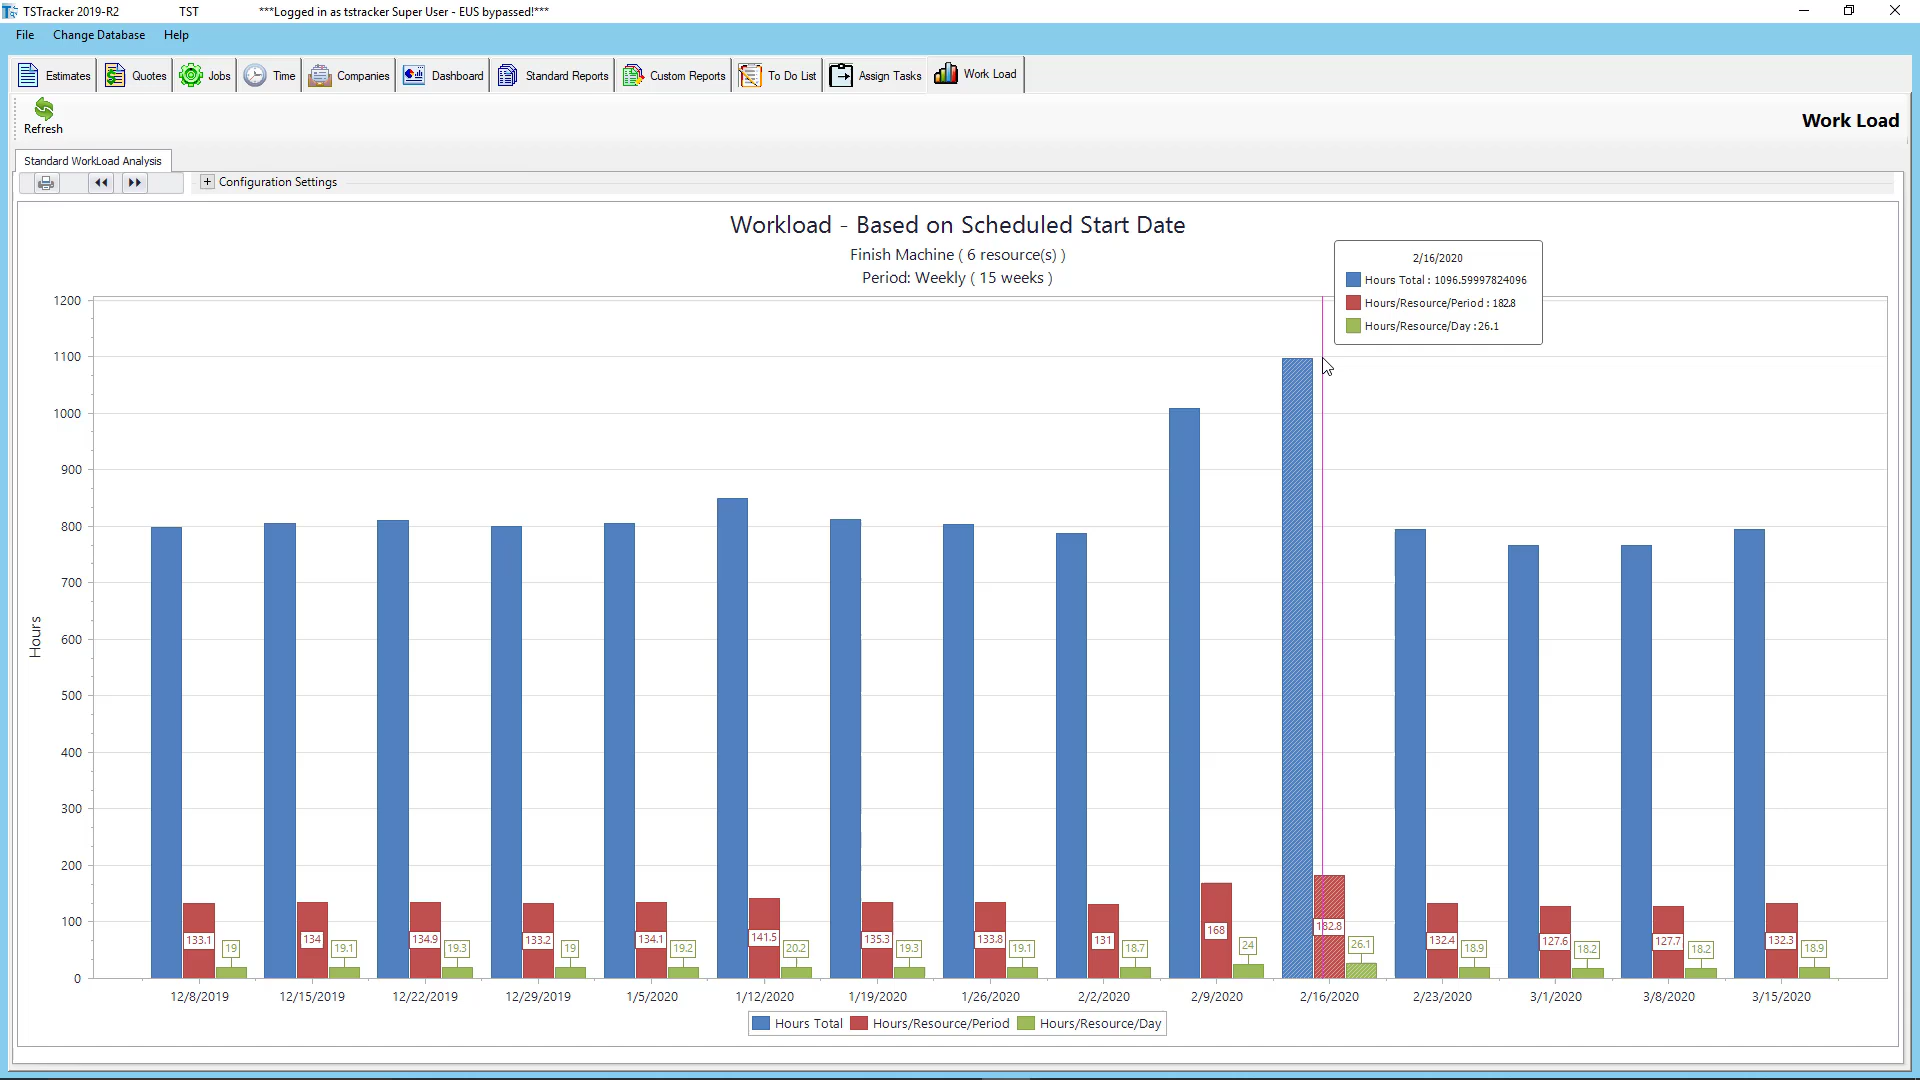 TSTracker 2019-R2 TST ***Logged in as tstracker Super User - EUS bypassed!***
File Change Database Help
Estimates Quotes Jobs Time Companies Dashboard Standard Reports Custom Reports To Do List Assign Tasks Work Load
Refresh
Work Load
Standard WorkLoad Analysis
Configuration Settings
Workload - Based on Scheduled Start Date
Finish Machine ( 6 resource(s) )
Period: Weekly ( 15 weeks )
2/16/2020
Hours Total : 1096.59997824096
Hours/Resource/Period : 182.8
Hours/Resource/Day : 26.1
Hours
1200
1100
1000
900
800
700
600
500
400
300
200
100
0
133.1 19 134 19.1 134.9 19.3 133.2 19 134.1 19.2 141.5 20.2 135.3 19.3 133.8 19.1 131 18.7 168 24 182.8 26.1 132.4 18.9 127.6 18.2 127.7 18.2 132.3 18.9
12/8/2019 12/15/2019 12/22/2019 12/29/2019 1/5/2020 1/12/2020 1/19/2020 1/26/2020 2/2/2020 2/9/2020 2/16/2020 2/23/2020 3/1/2020 3/8/2020 3/15/2020
Hours Total Hours/Resource/Period Hours/Resource/Day